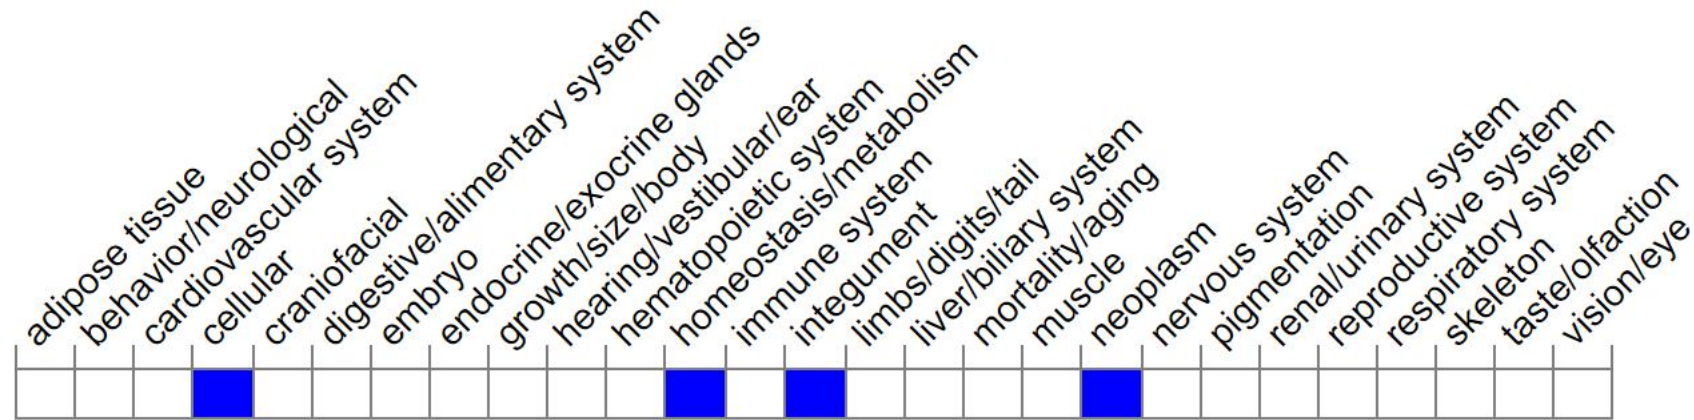 adipose tissue
behavior/neurological
cardiovascular system
cellular
craniofacial
digestive/alimentary system
embryo
endocrine/exocrine glands
growth/size/body
hearing/vestibular/ear
hematopoietic system
homeostasis/metabolism
immune system
integument
limbs/digits/tail
liver/biliary system
mortality/aging
muscle
neoplasm
nervous system
pigmentation
renal/urinary system
reproductive system
respiratory system
skeleton
taste/olfaction
vision/eye